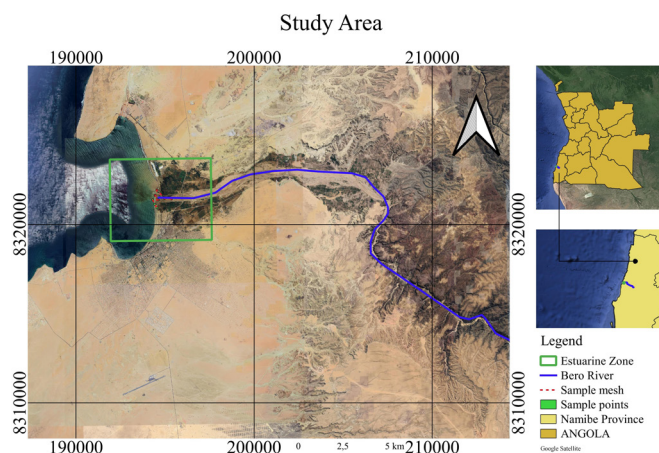 Study Area
190000
200000
210000
8320000
8320000
8310000
8310000
190000
200000
0
2,5
5 km
210000
Legend
Estuarine Zone
Bero River
Sample mesh
Sample points
Namibe Province
ANGOLA
Google Satellite